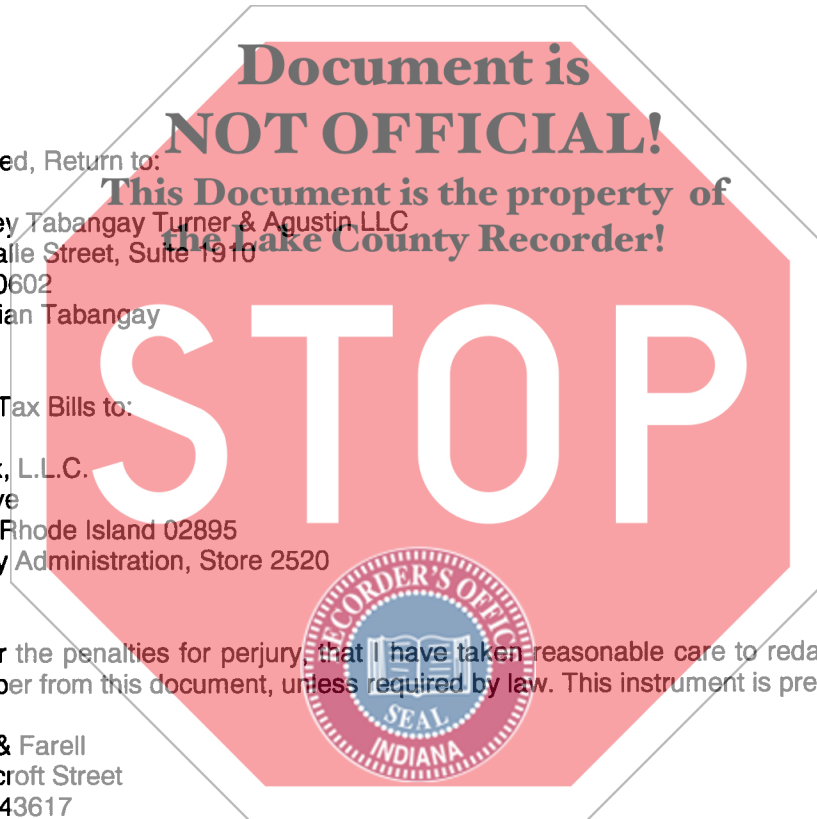 Document is
NOT OFFICIAL!
ed, Return to:
This Document is the property of
ey Tabangay Turner & Agustin LLC
the Lake County Recorder!
alle Street, Suite 1910
0602
ian Tabangay
STOP
Tax Bills to:
, L.L.C.
ve
Rhode Island 02895
y Administration, Store 2520
RECORDER'S OFFICE
r the penalties for perjury, that I have taken reasonable care to reda
ber from this document, unless required by law. This instrument is pre
SEAL
INDIANA
& Farell
croft Street
43617